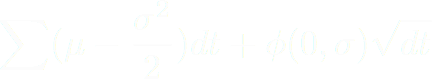 ∑(μ − σ²/2)dt + ϕ(0,σ)√dt